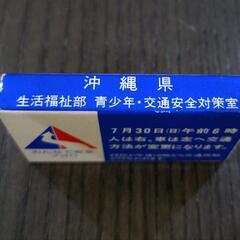 沖縄県
生活福祉部 青少年・交通安全対策室
7月30日(日)午前6時
人は右、車は左へ交通
方法が変更になります。